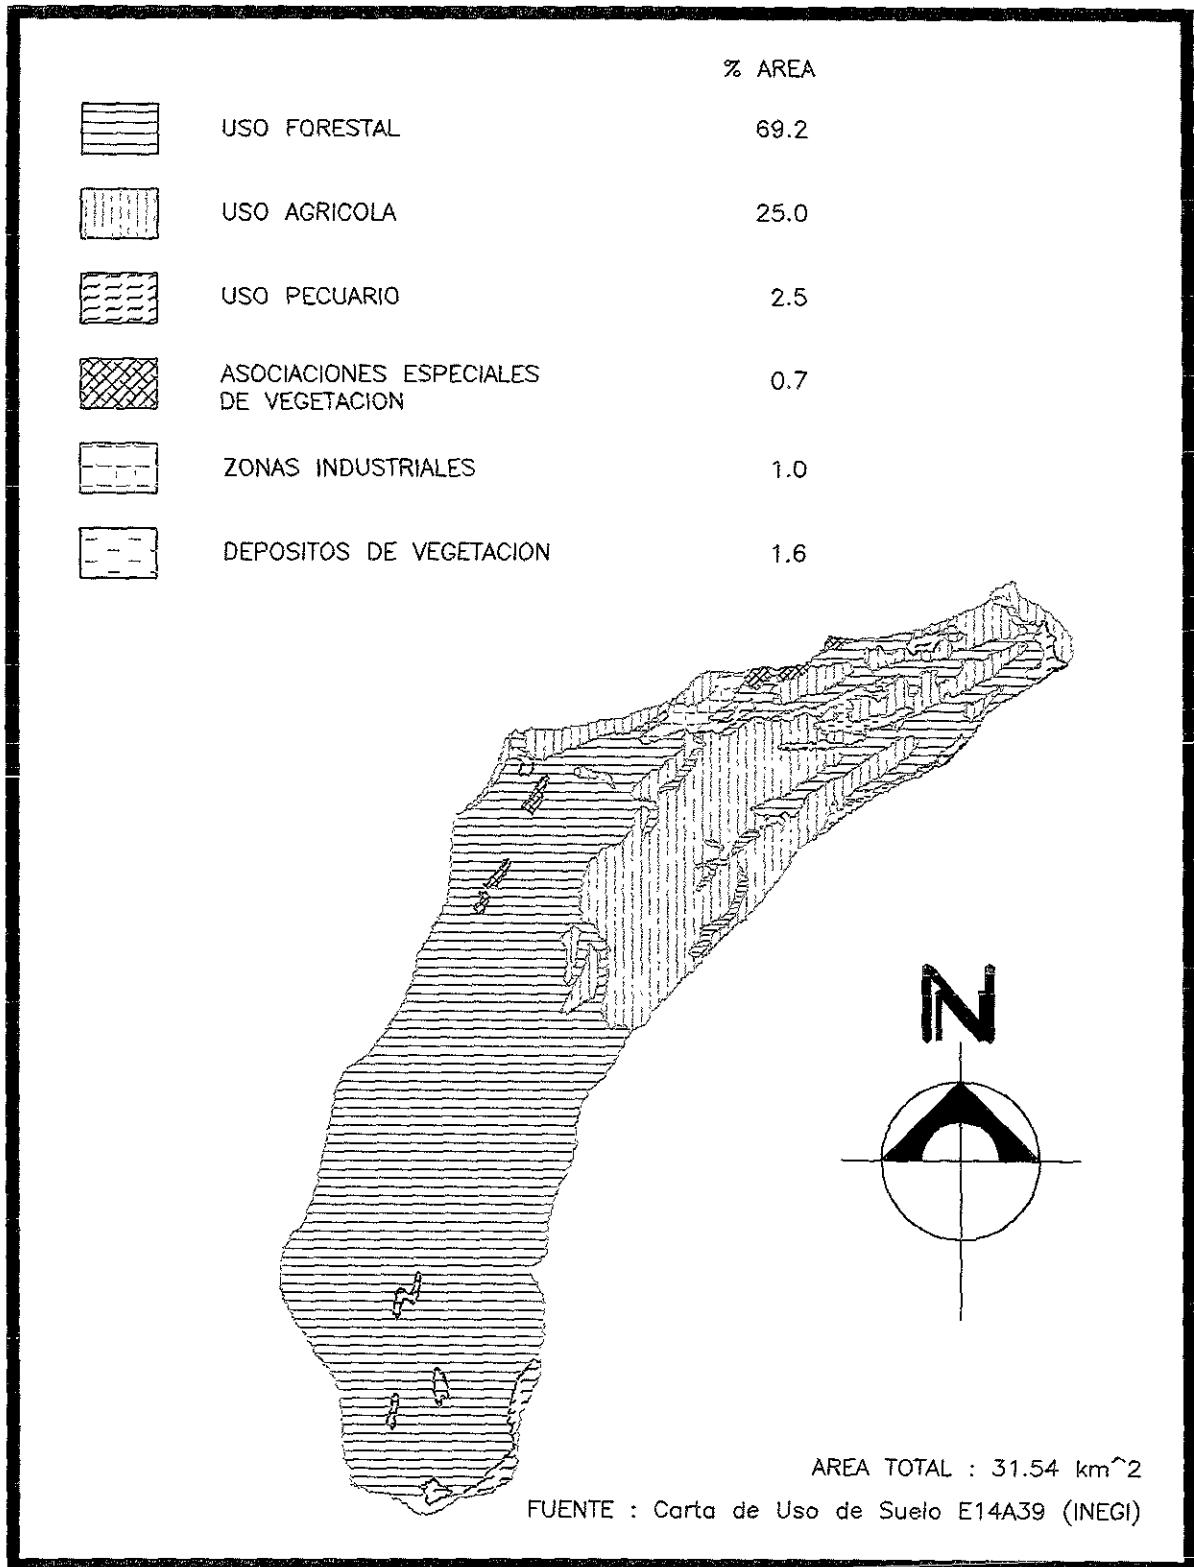 % AREA
USO FORESTAL 69.2
USO AGRICOLA 25.0
USO PECUARIO 2.5
ASOCIACIONES ESPECIALES
DE VEGETACION 0.7
ZONAS INDUSTRIALES 1.0
DEPOSITOS DE VEGETACION 1.6
N
AREA TOTAL : 31.54 km^2
FUENTE : Carta de Uso de Suelo E14A39 (INEGI)